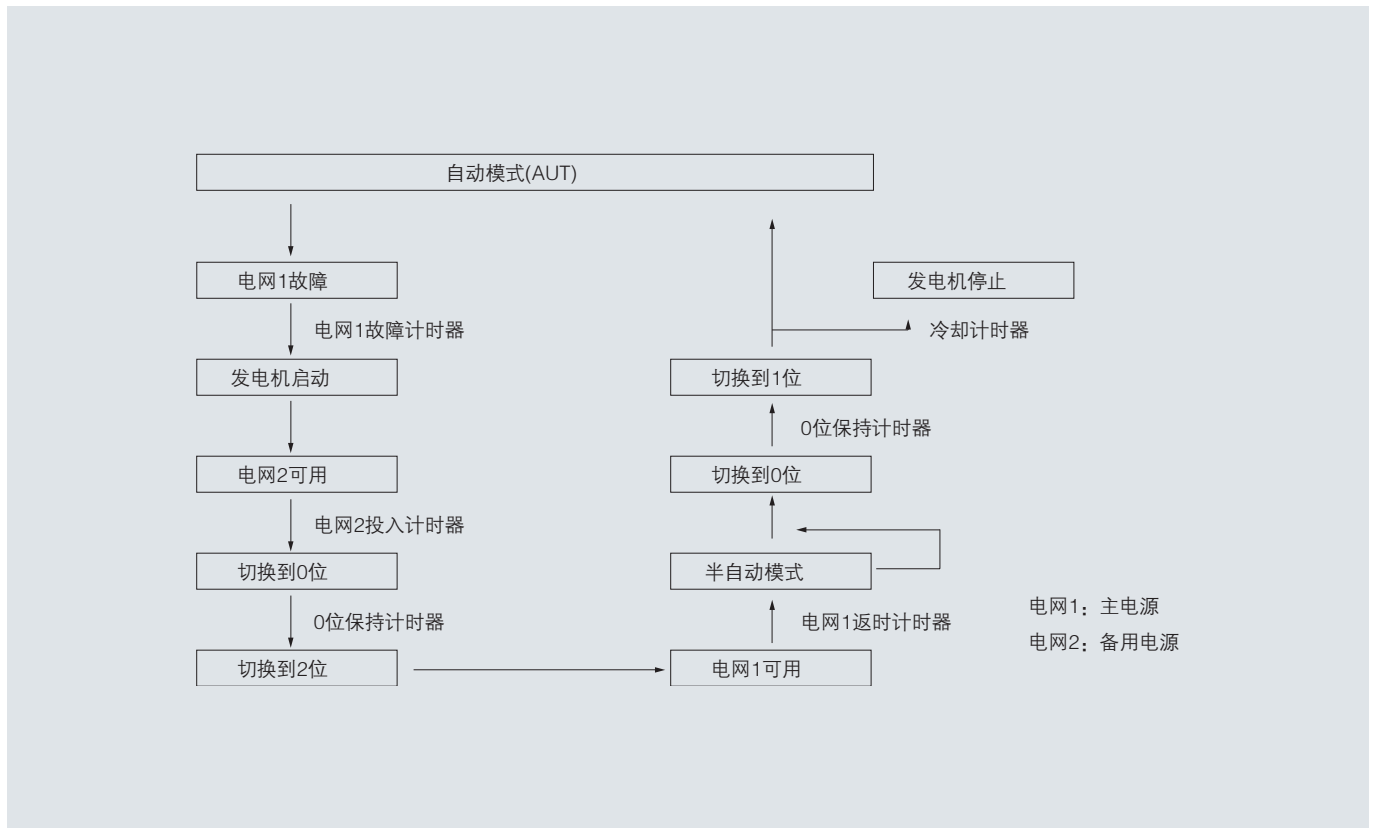 自动模式(AUT)
电网1故障
电网1故障计时器
发电机启动
电网2可用
电网2投入计时器
切换到0位
0位保持计时器
切换到2位
电网1可用
电网1返时计时器
半自动模式
切换到0位
0位保持计时器
切换到1位
冷却计时器
发电机停止
电网1：主电源
电网2：备用电源